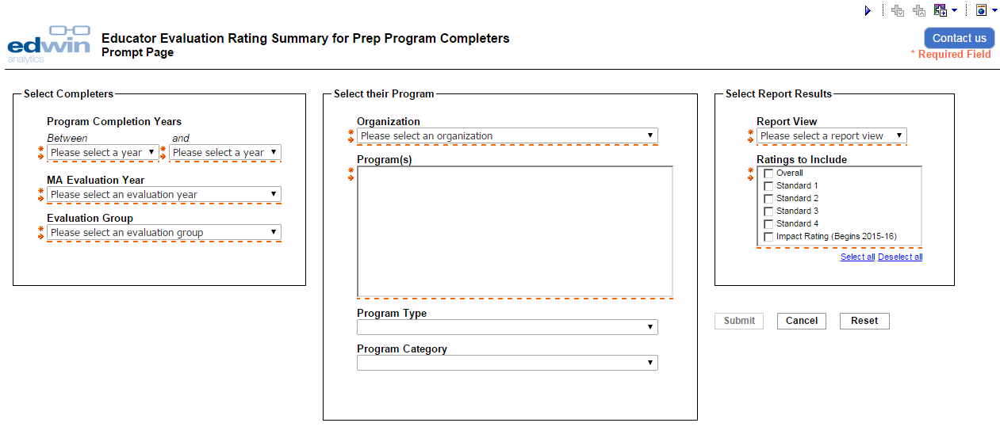 edwin
analytics
Educator Evaluation Rating Summary for Prep Program Completers
Prompt Page
Contact us
* Required Field
Select Completers
Program Completion Years
Between and
Please select a year Please select a year
MA Evaluation Year
Please select an evaluation year
Evaluation Group
Please select an evaluation group
Select their Program
Organization
Please select an organization
Program(s)
Program Type
Program Category
Select Report Results
Report View
Please select a report view
Ratings to Include
Overall
Standard 1
Standard 2
Standard 3
Standard 4
Impact Rating (Begins 2015-16)
Select all Deselect all
Submit Cancel Reset